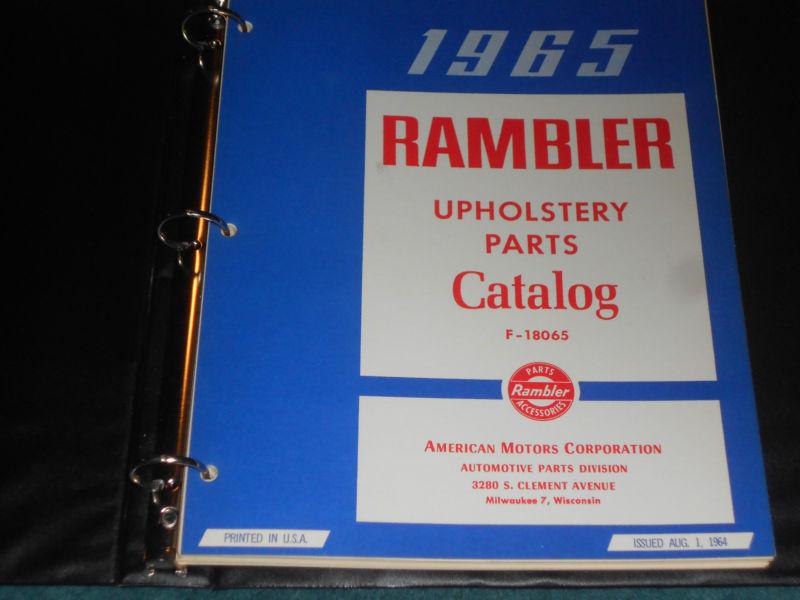 1965
RAMBLER
UPHOLSTERY
PARTS
Catalog
F-18065
PARTS
Rambler
ACCESSORIES
AMERICAN MOTORS CORPORATION
AUTOMOTIVE PARTS DIVISION
3280 S. CLEMENT AVENUE
Milwaukee 7, Wisconsin
PRINTED IN U.S.A.
ISSUED AUG. 1, 1964